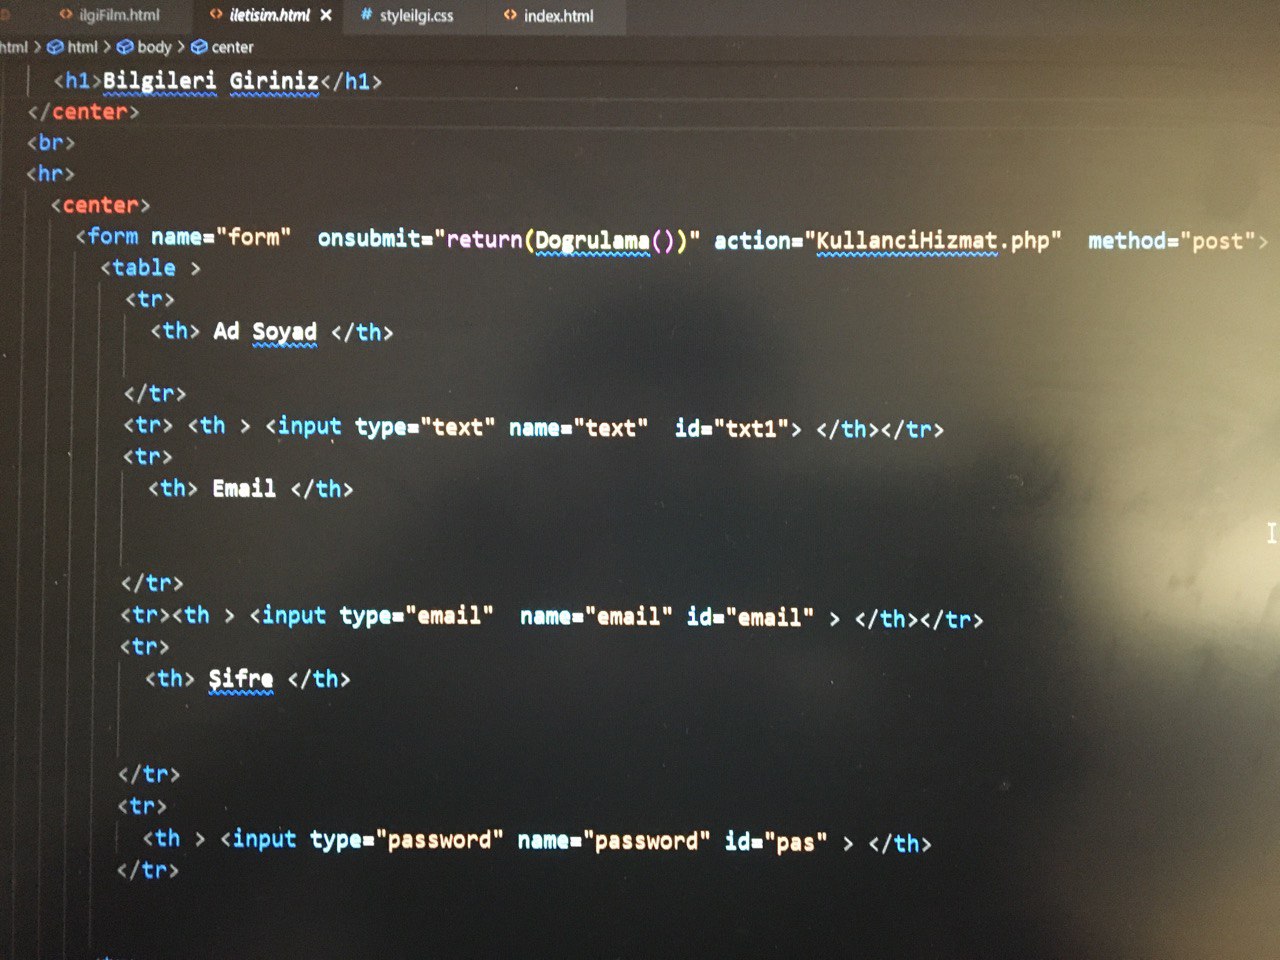 ilgiFilm.html iletisim.html × # styleilgi.css index.html
html > html > body > center
<h1>Bilgileri Giriniz</h1>
</center>
<br>
<hr>
<center>
<form name="form" onsubmit="return(Dogrulama())" action="KullanciHizmat.php" method="post">
<table >
<tr>
<th> Ad Soyad </th>
</tr>
<tr> <th > <input type="text" name="text" id="txt1"> </th></tr>
<tr>
<th> Email </th>
</tr>
<tr><th > <input type="email" name="email" id="email" > </th></tr>
<tr>
<th> Şifre </th>
</tr>
<tr>
<th > <input type="password" name="password" id="pas" > </th>
</tr>